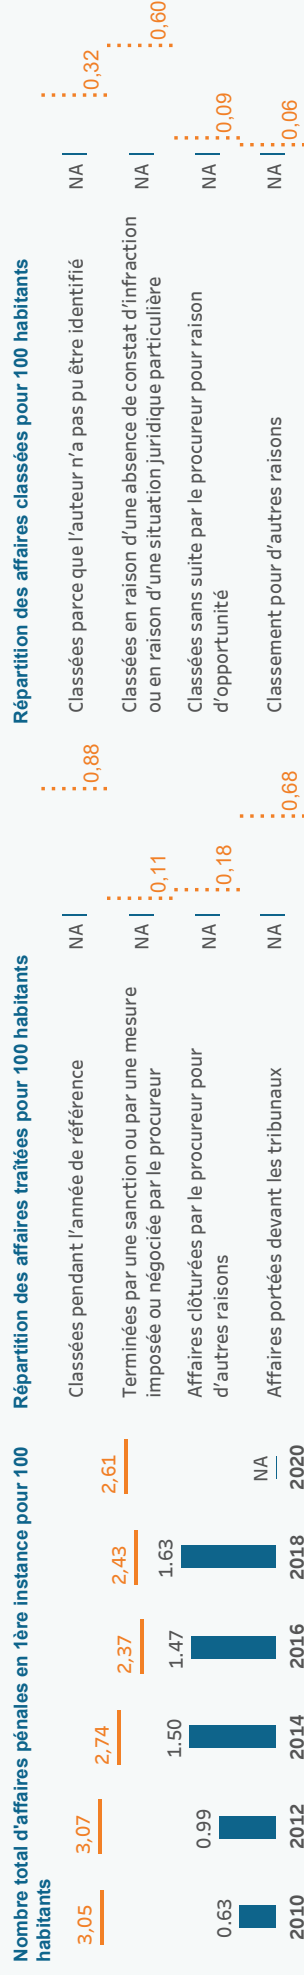 Nombre total d'affaires pénales en 1ère instance pour 100
habitants
3,05
3,07
2,74
2,37
2,43
2,61
0.63
0.99
1.50
1.47
1.63
NA
2010
2012
2014
2016
2018
2020
Répartition des affaires traîtées pour 100 habitants
Classées pendant l'année de référence
NA
0,88
Terminées par une sanction ou par une mesure
imposée ou négociée par le procureur
NA
0,11
Affaires clôturées par le procureur pour
d'autres raisons
NA
0,18
Affaires portées devant les tribunaux
NA
0,68
Répartition des affaires classées pour 100 habitants
Classées parce que l'auteur n'a pas pu être identifié
NA
0,32
Classées en raison d'une absence de constat d'infraction
ou en raison d'une situation juridique particulière
NA
0,60
Classées sans suite par le procureur pour raison
d'opportunité
NA
0,09
Classement pour d'autres raisons
NA
0,06